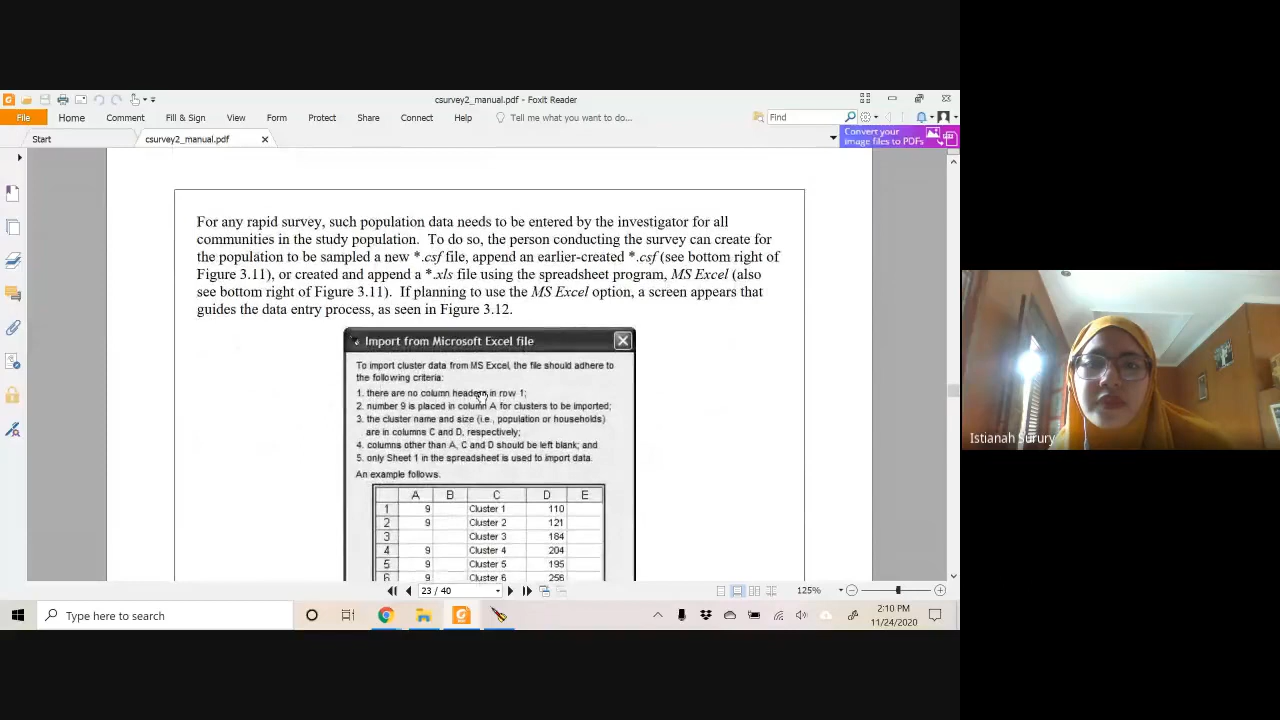 csurvey2_manual.pdf - Foxit Reader
File Home Comment Fill & Sign View Form Protect Share Connect Help Tell me what you want to do... Find
Start csurvey2_manual.pdf
Convert your
image files to PDFs
For any rapid survey, such population data needs to be entered by the investigator for all
communities in the study population. To do so, the person conducting the survey can create for
the population to be sampled a new *.csf file, append an earlier-created *.csf (see bottom right of
Figure 3.11), or created and append a *.xls file using the spreadsheet program, MS Excel (also
see bottom right of Figure 3.11). If planning to use the MS Excel option, a screen appears that
guides the data entry process, as seen in Figure 3.12.
Import from Microsoft Excel file
To import cluster data from MS Excel, the file should adhere to
the following criteria:
1. there are no column headers in row 1;
2. number 9 is placed in column A for clusters to be imported;
3. the cluster name and size (i.e., population or households)
are in columns C and D, respectively;
4. columns other than A, C and D should be left blank; and
5. only Sheet 1 in the spreadsheet is used to import data.
An example follows.
A B C D E
1 9 Cluster 1 110
2 9 Cluster 2 121
3 Cluster 3 184
4 9 Cluster 4 204
5 9 Cluster 5 195
6 9 Cluster 6 256
23 / 40
125%
Type here to search
2:10 PM
11/24/2020
Istianah Surury